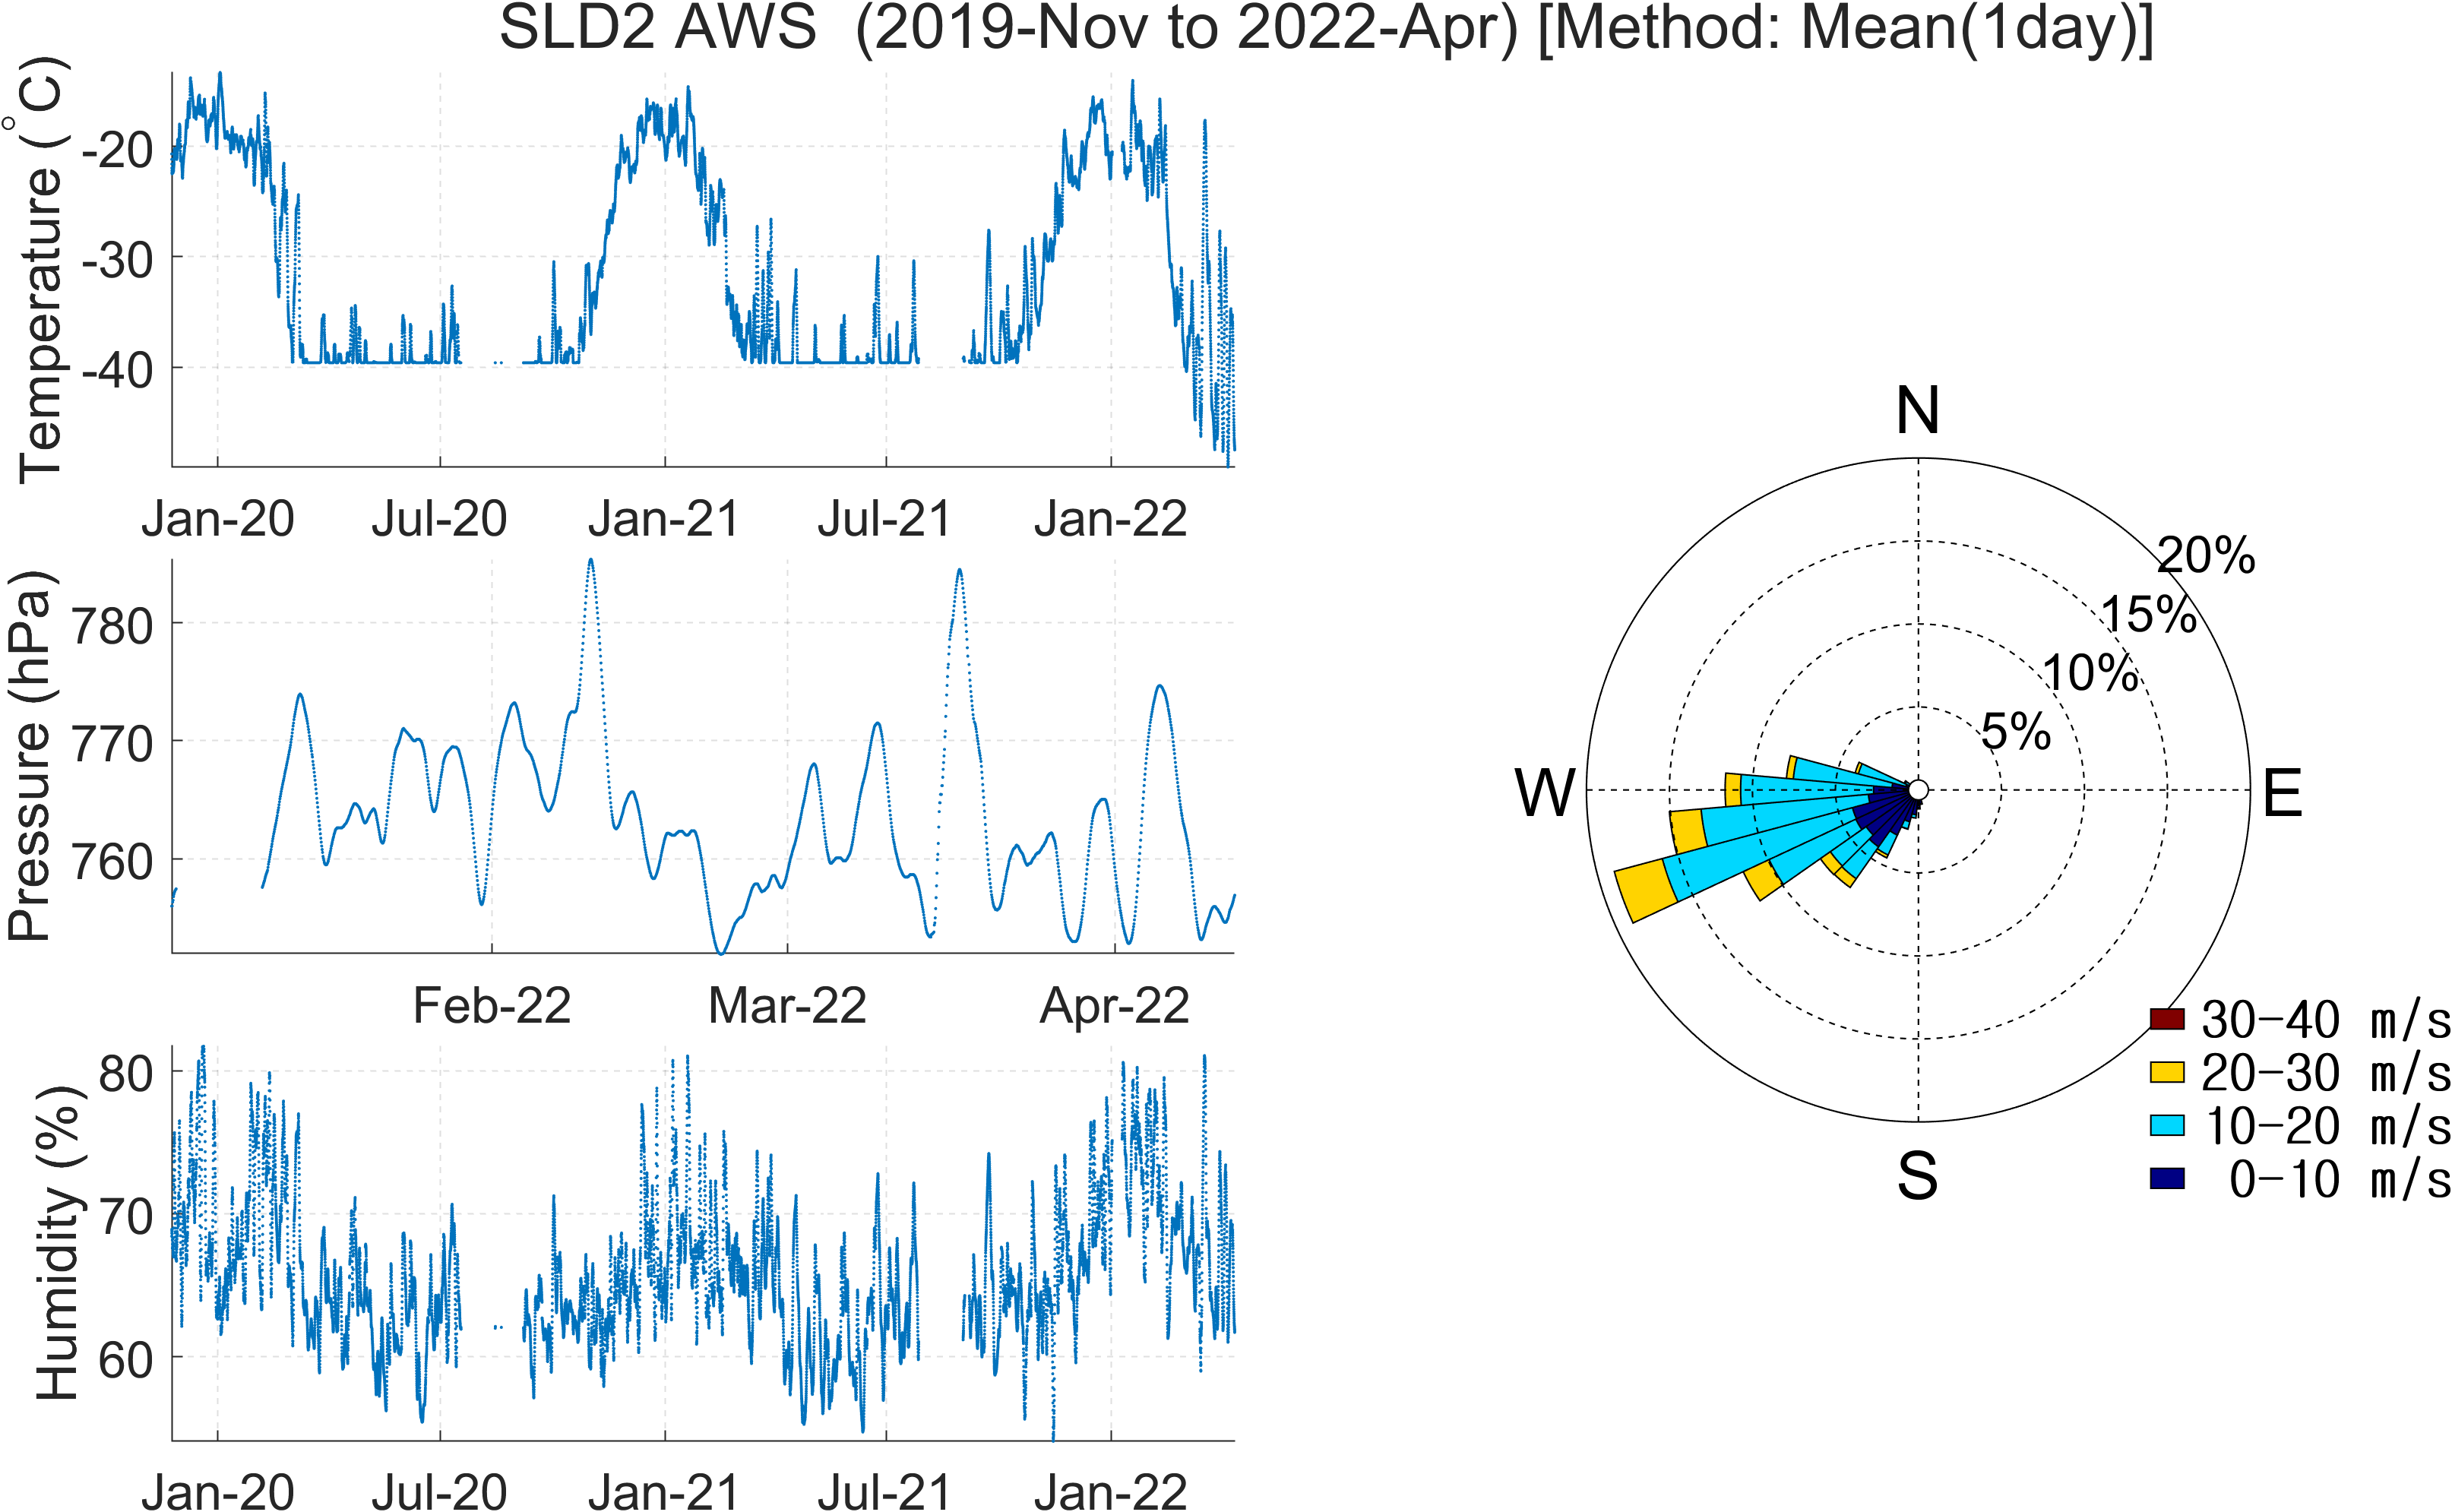 SLD2 AWS (2019-Nov to 2022-Apr) [Method: Mean(1day)]
Temperature (°C)
-20
-30
-40
Jan-20 Jul-20 Jan-21 Jul-21 Jan-22
Pressure (hPa)
780
770
760
Feb-22 Mar-22 Apr-22
Humidity (%)
80
70
60
Jan-20 Jul-20 Jan-21 Jul-21 Jan-22
N
20%
15%
10%
5%
W E
S
30-40 m/s
20-30 m/s
10-20 m/s
0-10 m/s